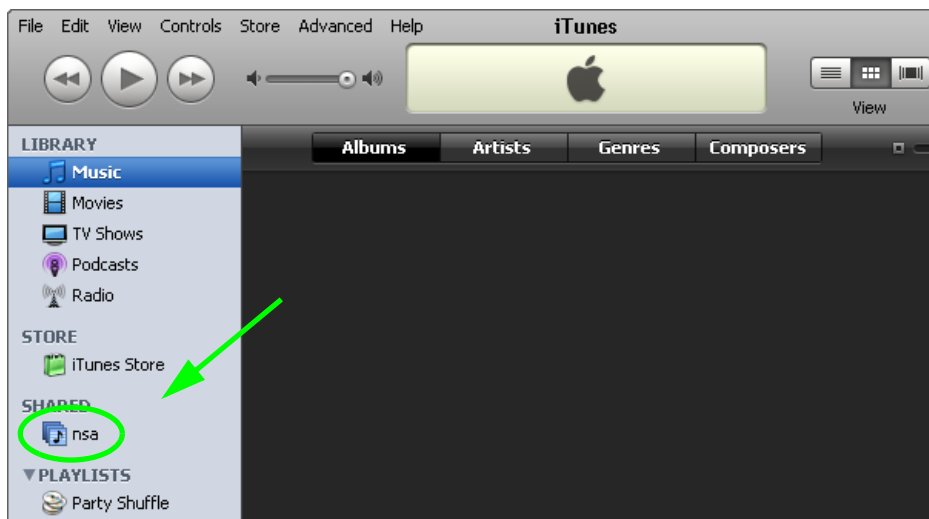 File Edit View Controls Store Advanced Help iTunes
View
LIBRARY
Albums Artists Genres Composers
Music
Movies
TV Shows
Podcasts
Radio
STORE
iTunes Store
SHARED
nsa
PLAYLISTS
Party Shuffle